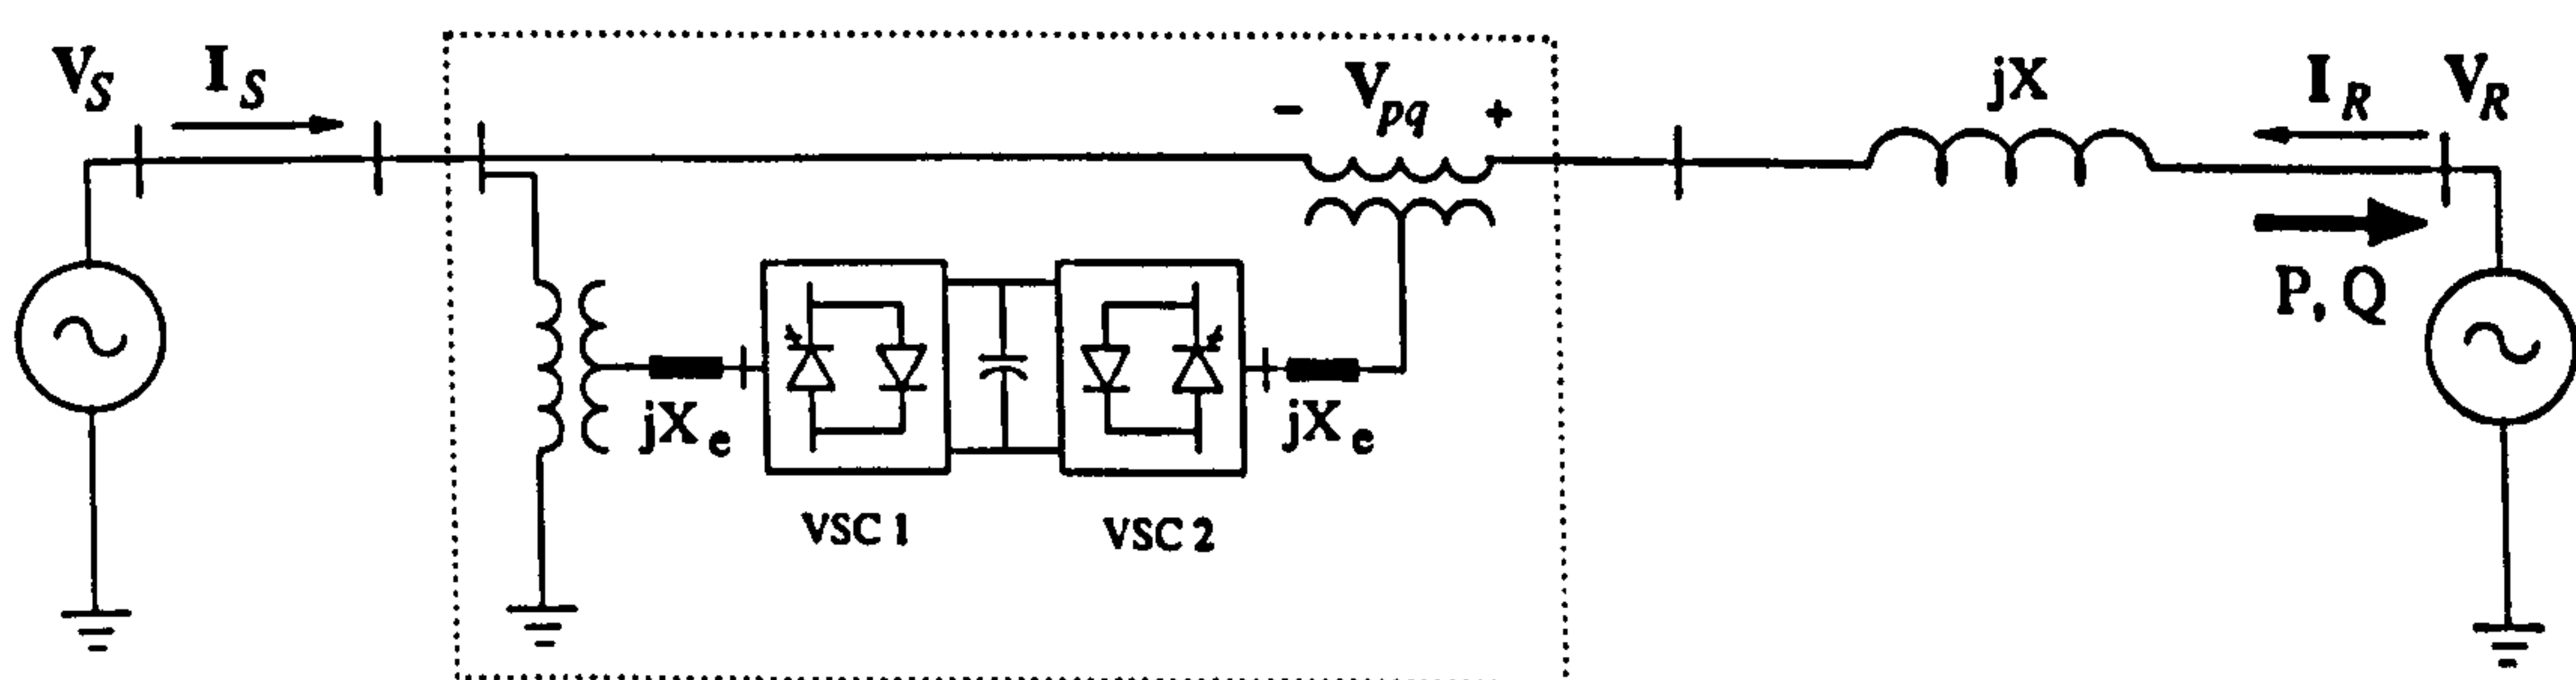 V_S I_S - V_pq + jX I_R V_R
P, Q
jX_e jX_e
VSC 1 VSC 2